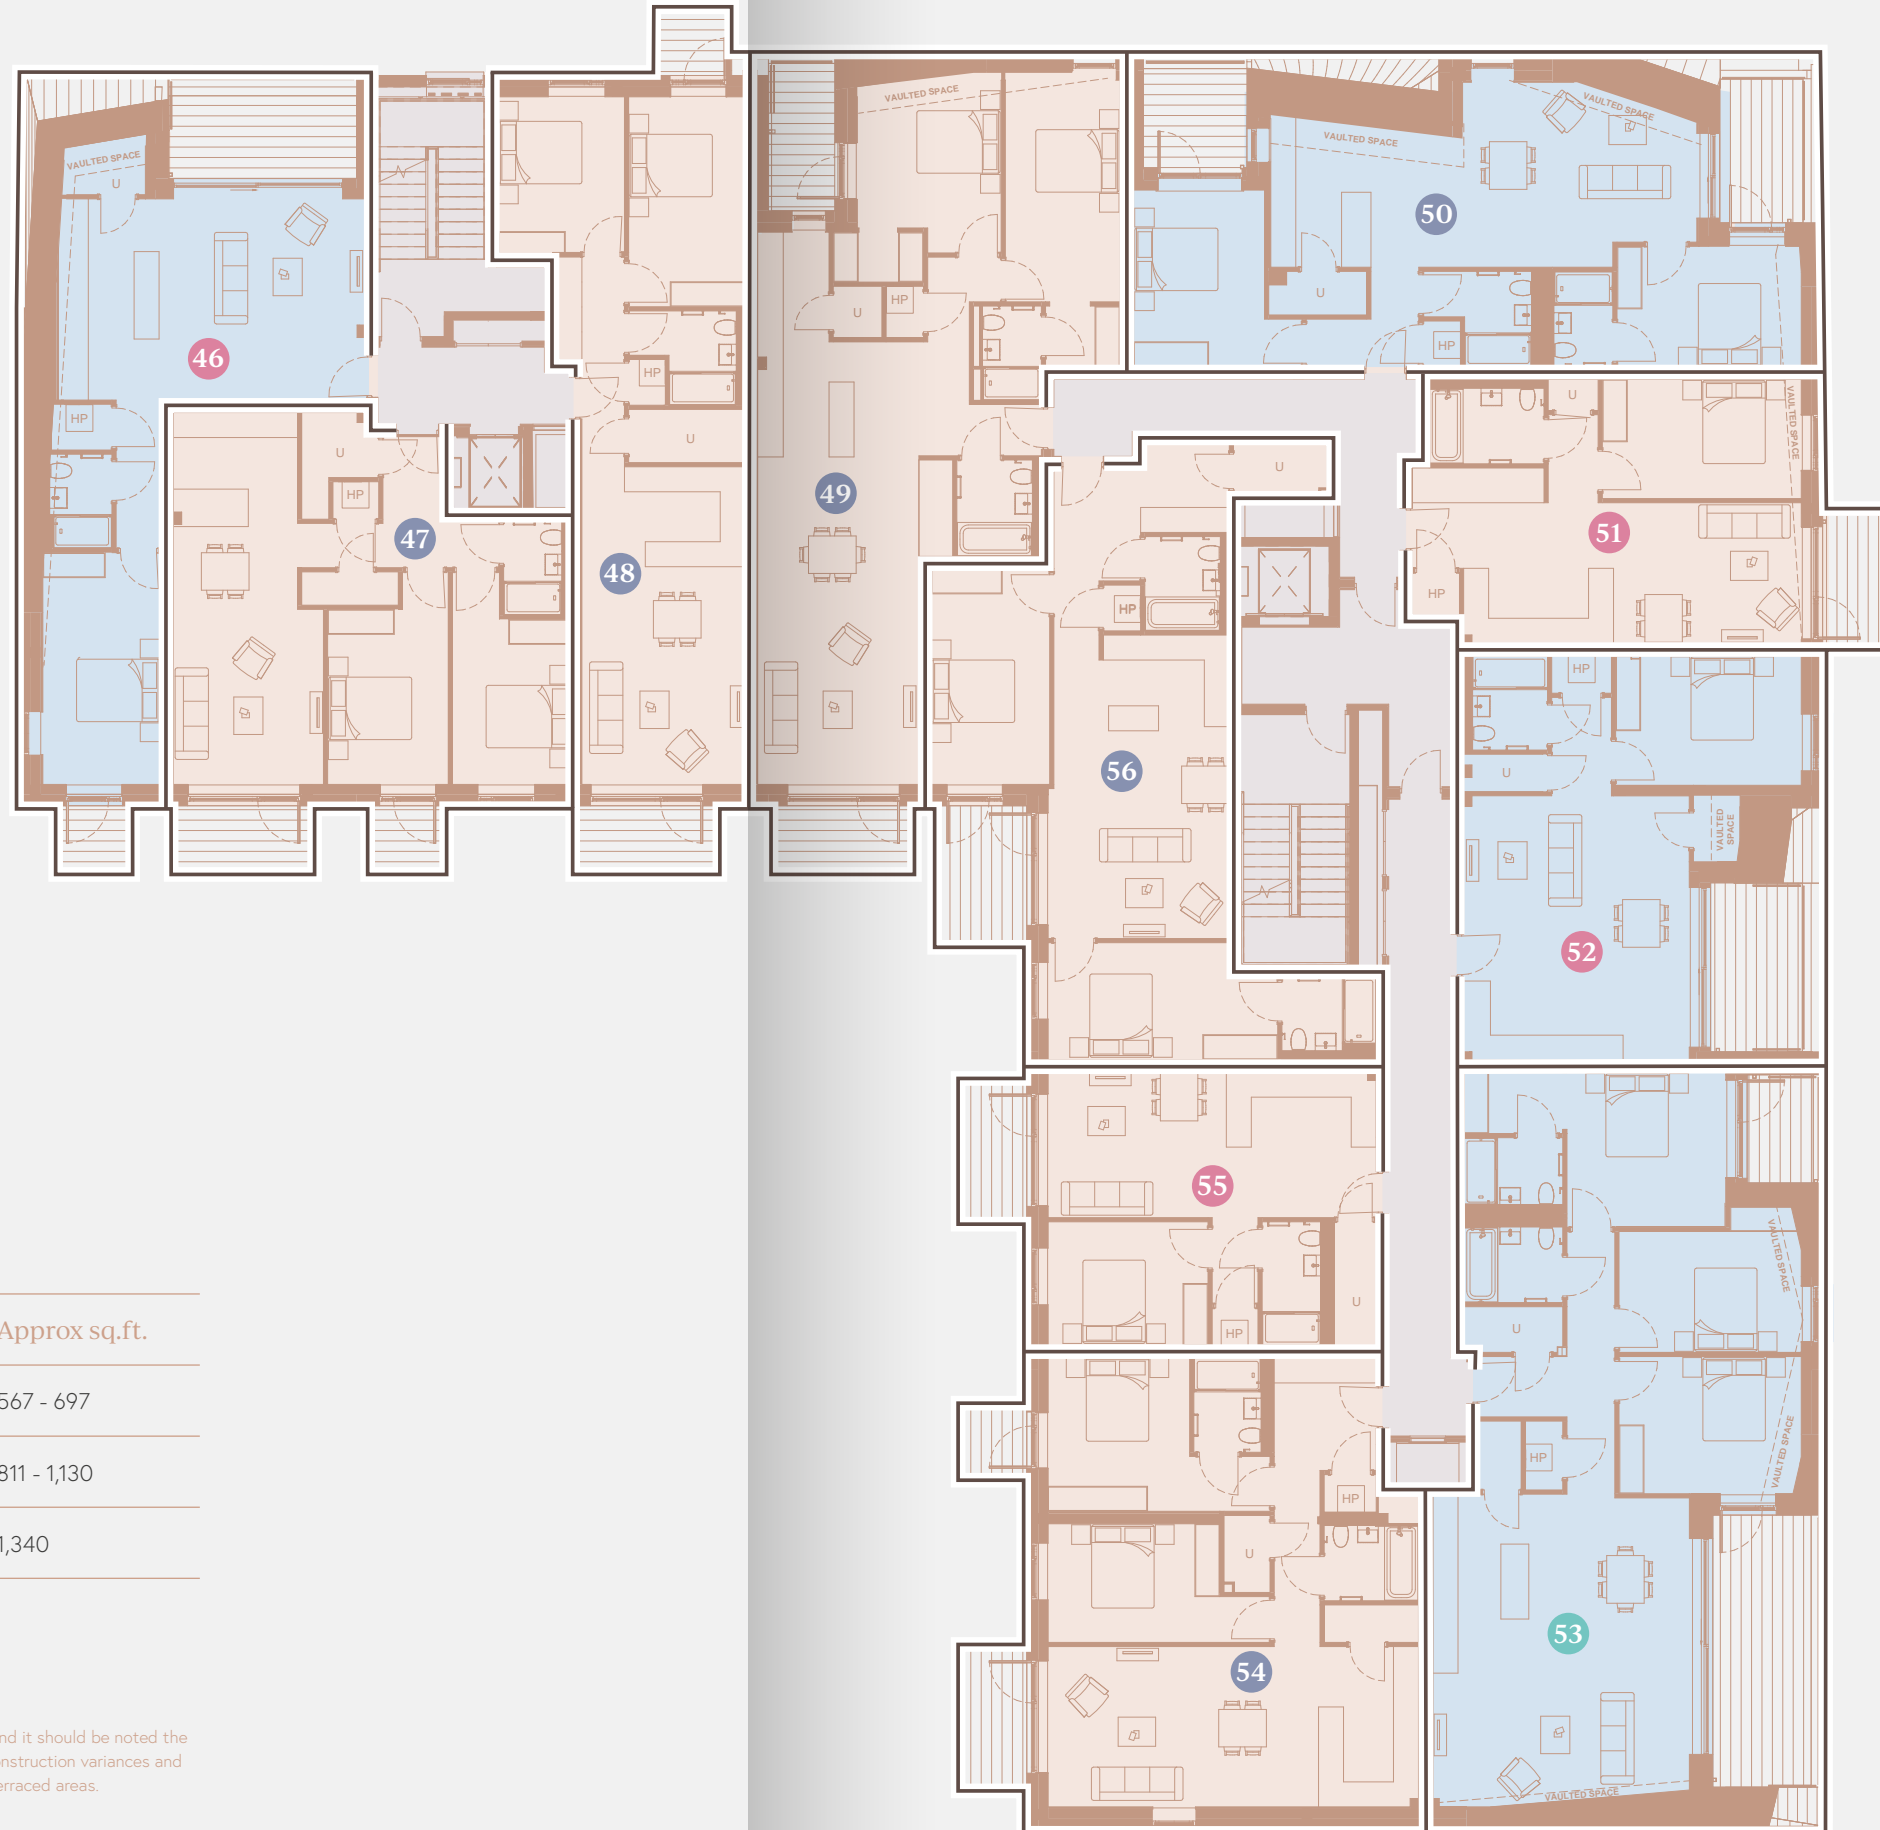 VAULTED SPACE
U
46
HP
U
HP
47
HP
U
48
VAULTED SPACE
HP
U
49
VAULTED SPACE
VAULTED SPACE
50
U
HP
U
VAULTED SPACE
51
HP
U
HP
56
HP
U
VAULTED
SPACE
52
55
U
HP
VAULTED SPACE
U
VAULTED SPACE
HP
53
VAULTED SPACE
HP
U
54
Approx sq.ft.
567 - 697
811 - 1,130
1,340
nd it should be noted the
onstruction variances and
erraced areas.